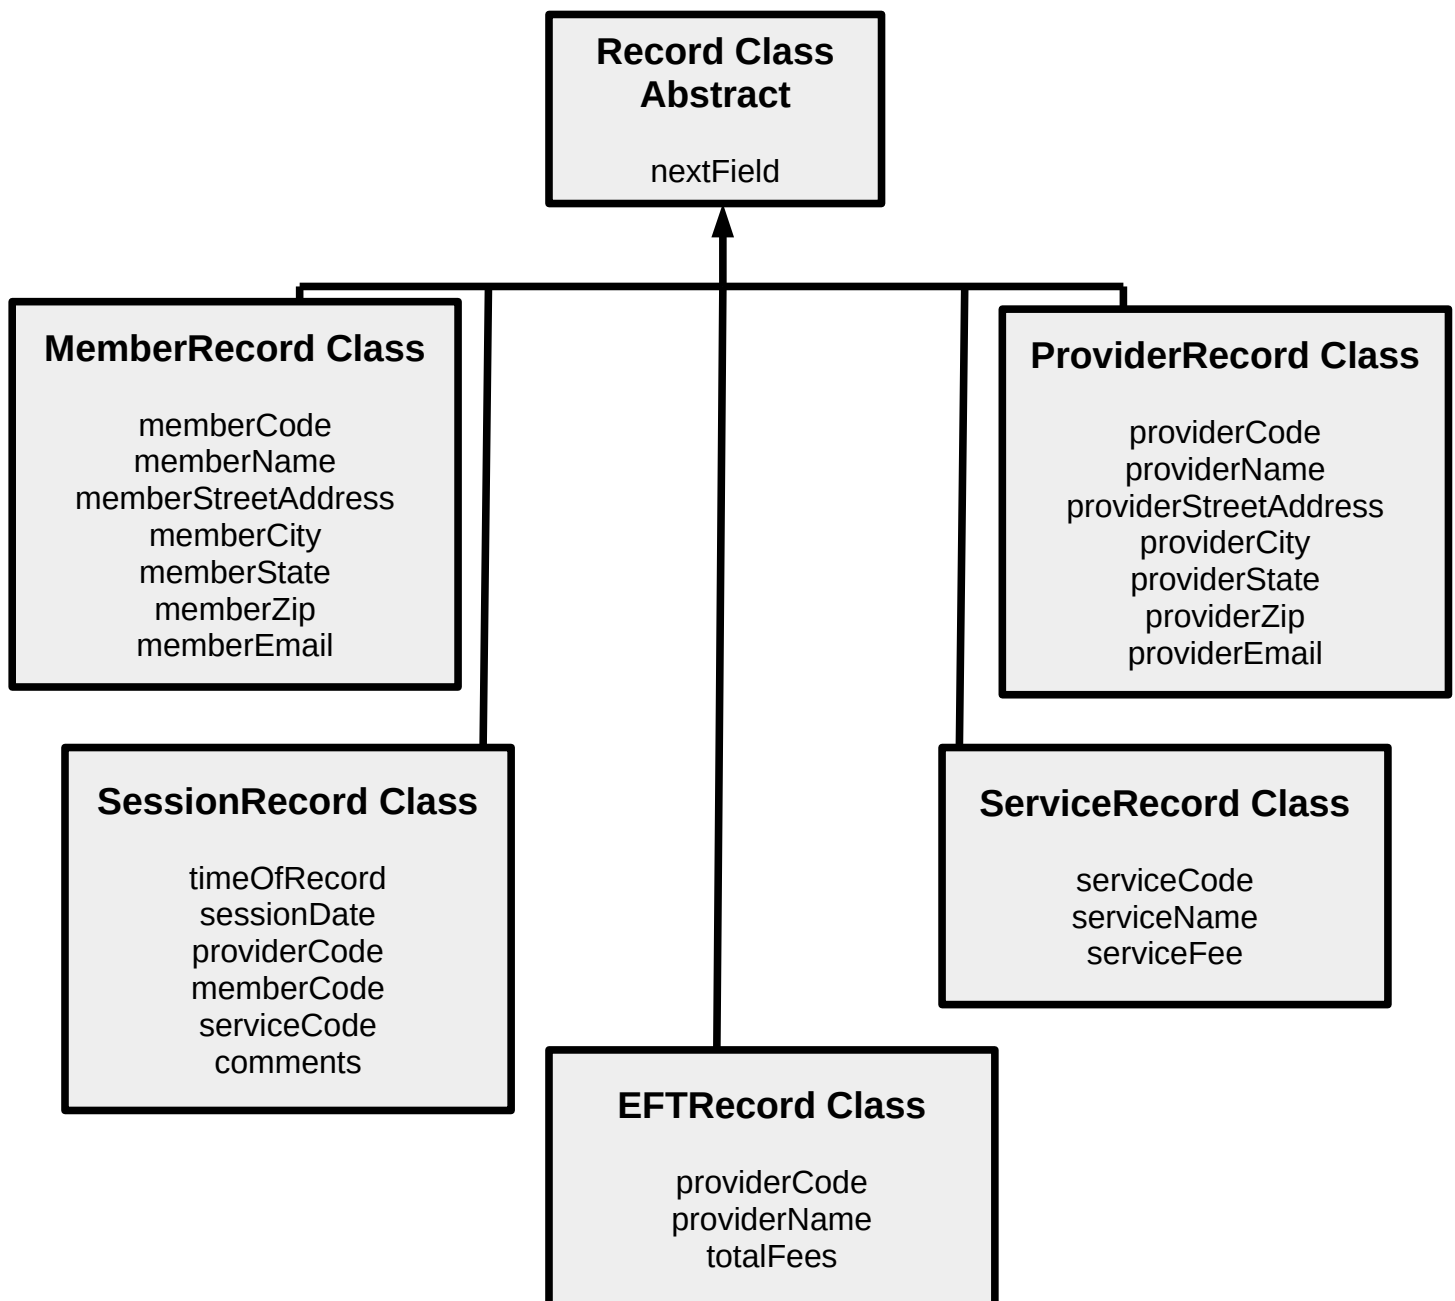 Record Class
Abstract
nextField
MemberRecord Class
memberCode
memberName
memberStreetAddress
memberCity
memberState
memberZip
memberEmail
ProviderRecord Class
providerCode
providerName
providerStreetAddress
providerCity
providerState
providerZip
providerEmail
SessionRecord Class
timeOfRecord
sessionDate
providerCode
memberCode
serviceCode
comments
ServiceRecord Class
serviceCode
serviceName
serviceFee
EFTRecord Class
providerCode
providerName
totalFees